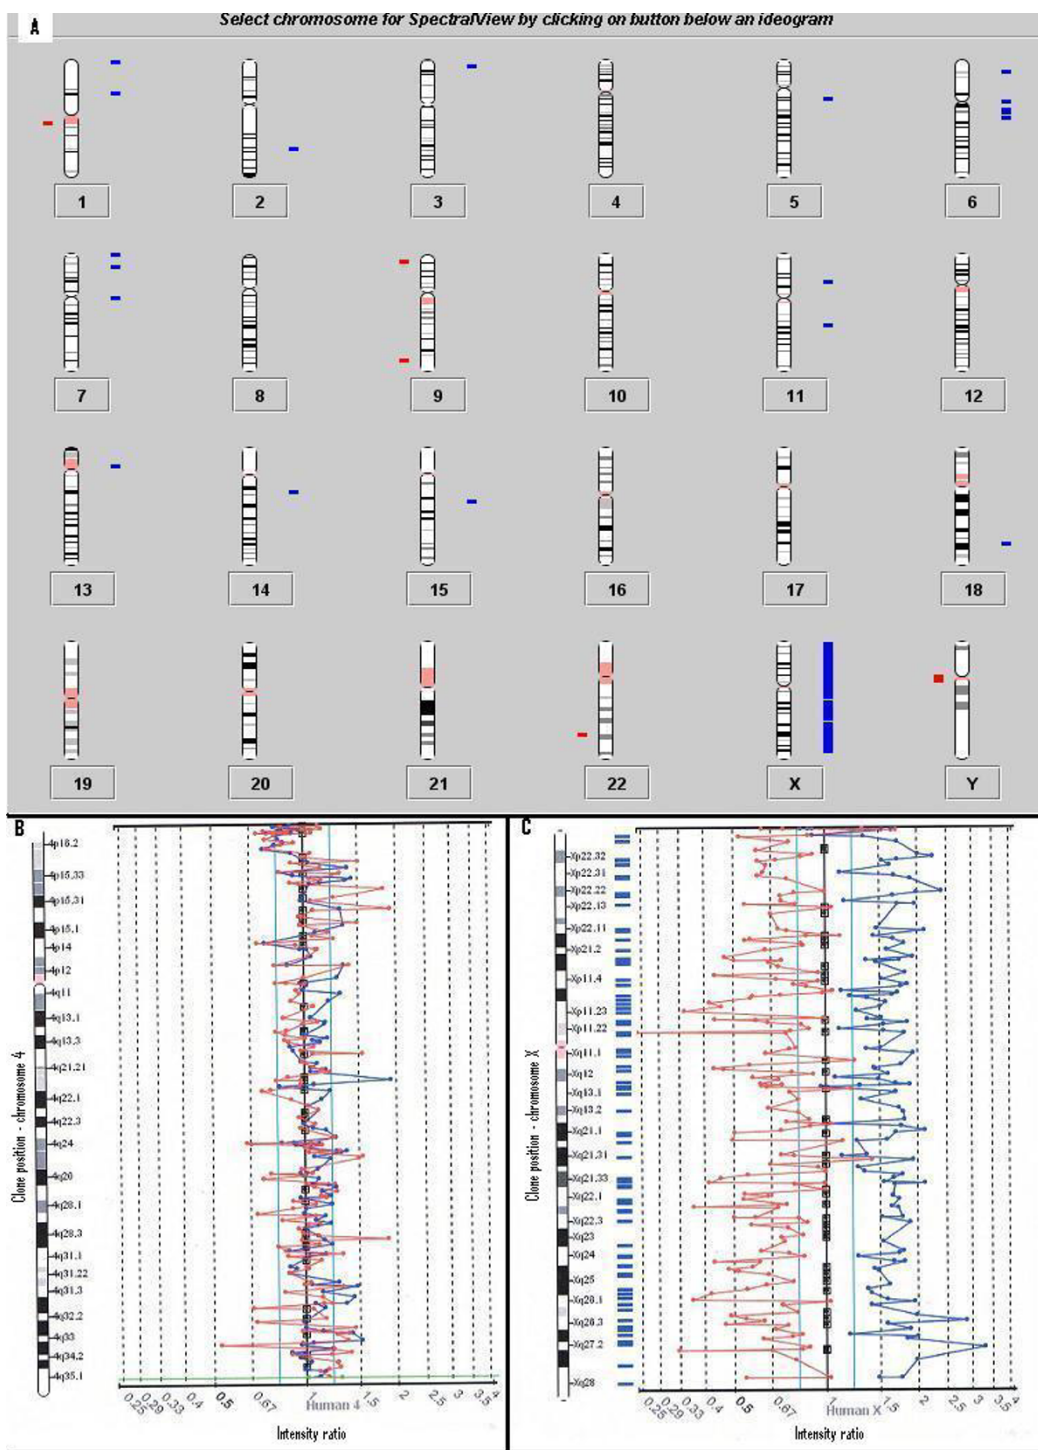 A
Select chromosome for SpectralView by clicking on button below an ideogram
1 2 3 4 5 6
7 8 9 10 11 12
13 14 15 16 17 18
19 20 21 22 X Y
B
Clone position - chromosome 4
4p16.2
4p15.33
4p15.31
4p15.1
4p14
4p12
4q11
4q13.1
4q13.3
4q21.21
4q22.1
4q22.3
4q24
4q28.1
4q28.3
4q31.1
4q31.22
4q31.3
4q32.2
4q33
4q34.2
4q35.1
0.25 0.29 0.33 0.4 0.5 0.67 1 1.5 2 2.5 3 3.5 4
Human 4
Intensity ratio
C
Clone position - chromosome X
Xp22.32
Xp22.31
Xp22.22
Xp22.13
Xp22.11
Xp21.2
Xp11.4
Xp11.23
Xp11.22
Xq11.1
Xq12
Xq13.1
Xq13.2
Xq21.1
Xq21.31
Xq21.33
Xq22.1
Xq22.3
Xq23
Xq24
Xq25
Xq26.1
Xq26.3
Xq27.2
Xq28
0.25 0.29 0.33 0.4 0.5 0.67 1 1.5 2 2.5 3 3.5 4
Human X
Intensity ratio